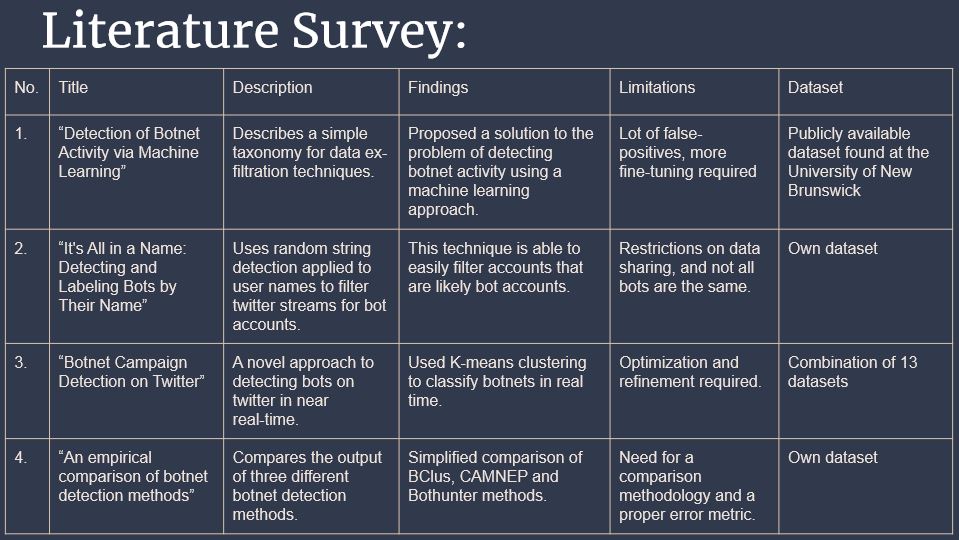 Literature Survey:
No.
Title
Description
Findings
Limitations
Dataset
1.
“Detection of Botnet
Activity via Machine
Learning”
Describes a simple
taxonomy for data ex-
filtration techniques.
Proposed a solution to the
problem of detecting
botnet activity using a
machine learning
approach.
Lot of false-
positives, more
fine-tuning required
Publicly available
dataset found at the
University of New
Brunswick
2.
“It's All in a Name:
Detecting and
Labeling Bots by
Their Name”
Uses random string
detection applied to
user names to filter
twitter streams for bot
accounts.
This technique is able to
easily filter accounts that
are likely bot accounts.
Restrictions on data
sharing, and not all
bots are the same.
Own dataset
3.
“Botnet Campaign
Detection on Twitter”
A novel approach to
detecting bots on
twitter in near
real-time.
Used K-means clustering
to classify botnets in real
time.
Optimization and
refinement required.
Combination of 13
datasets
4.
“An empirical
comparison of botnet
detection methods”
Compares the output
of three different
botnet detection
methods.
Simplified comparison of
BClus, CAMNEP and
Bothunter methods.
Need for a
comparison
methodology and a
proper error metric.
Own dataset